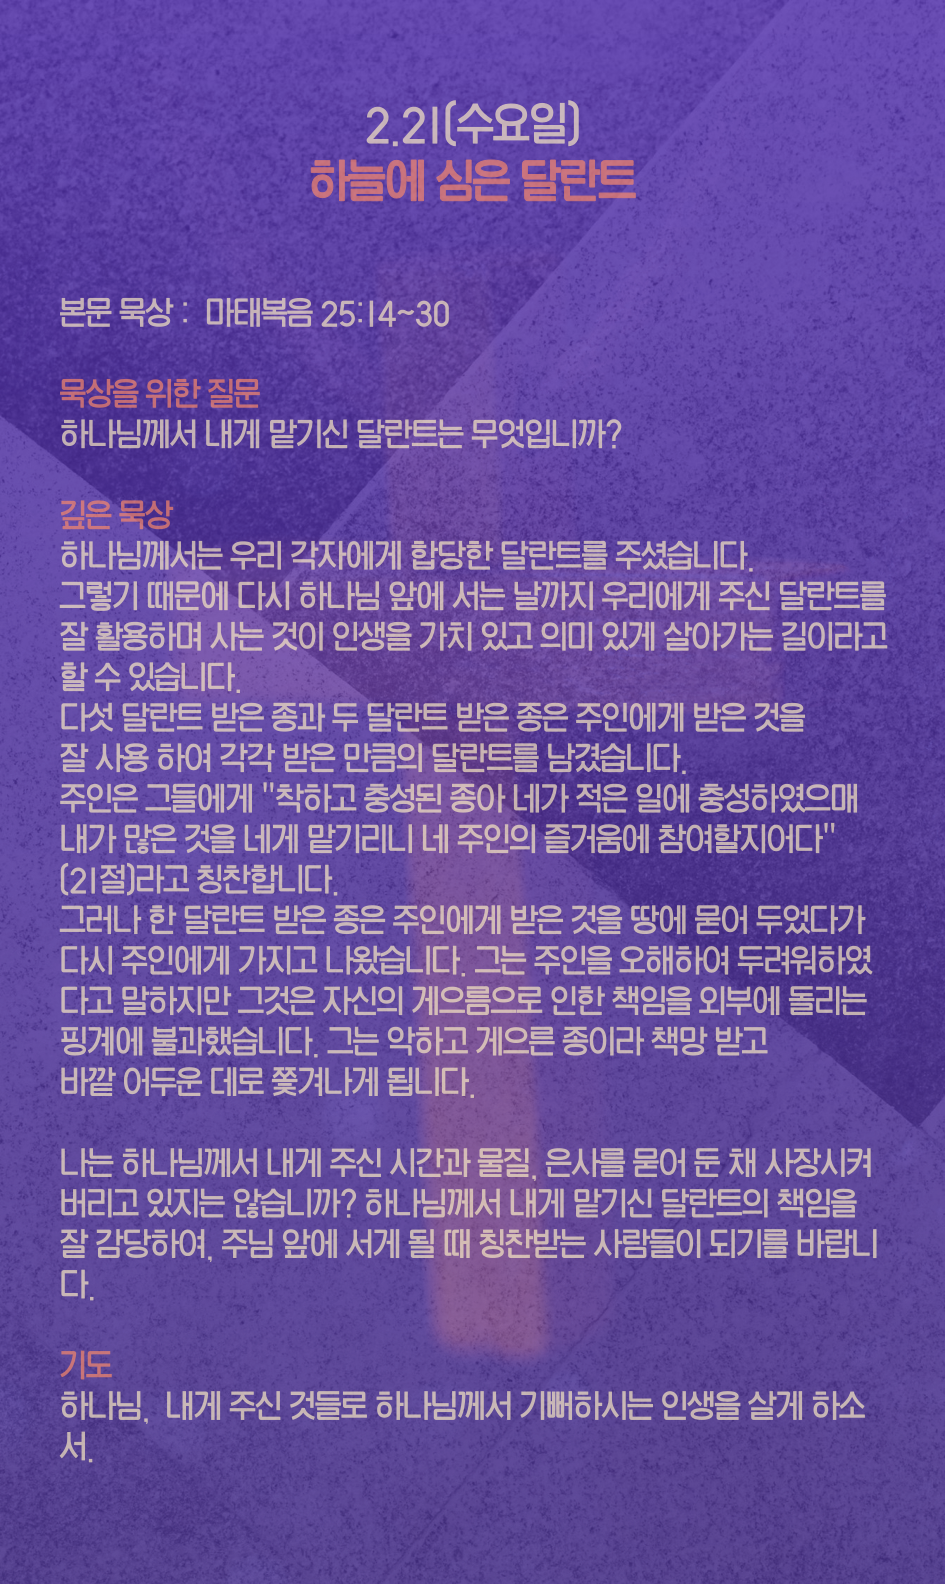 2.21(수요일)
하늘에 심은 달란트
본문 묵상 : 마태복음 25:14~30
묵상을 위한 질문
하나님께서 내게 맡기신 달란트는 무엇입니까?
깊은 묵상
하나님께서는 우리 각자에게 합당한 달란트를 주셨습니다.
그렇기 때문에 다시 하나님 앞에 서는 날까지 우리에게 주신 달란트를
잘 활용하며 사는 것이 인생을 가치 있고 의미 있게 살아가는 길이라고
할 수 있습니다.
다섯 달란트 받은 종과 두 달란트 받은 종은 주인에게 받은 것을
잘 사용 하여 각각 받은 만큼의 달란트를 남겼습니다.
주인은 그들에게 "착하고 충성된 종아 네가 적은 일에 충성하였으매
내가 많은 것을 네게 맡기리니 네 주인의 즐거움에 참여할지어다"
(21절)라고 칭찬합니다.
그러나 한 달란트 받은 종은 주인에게 받은 것을 땅에 묻어 두었다가
다시 주인에게 가지고 나왔습니다. 그는 주인을 오해하여 두려워하였
다고 말하지만 그것은 자신의 게으름으로 인한 책임을 외부에 돌리는
핑계에 불과했습니다. 그는 악하고 게으른 종이라 책망 받고
바깥 어두운 데로 쫓겨나게 됩니다.
나는 하나님께서 내게 주신 시간과 물질, 은사를 묻어 둔 채 사장시켜
버리고 있지는 않습니까? 하나님께서 내게 맡기신 달란트의 책임을
잘 감당하여, 주님 앞에 서게 될 때 칭찬받는 사람들이 되기를 바랍니
다.
기도
하나님, 내게 주신 것들로 하나님께서 기뻐하시는 인생을 살게 하소
서.